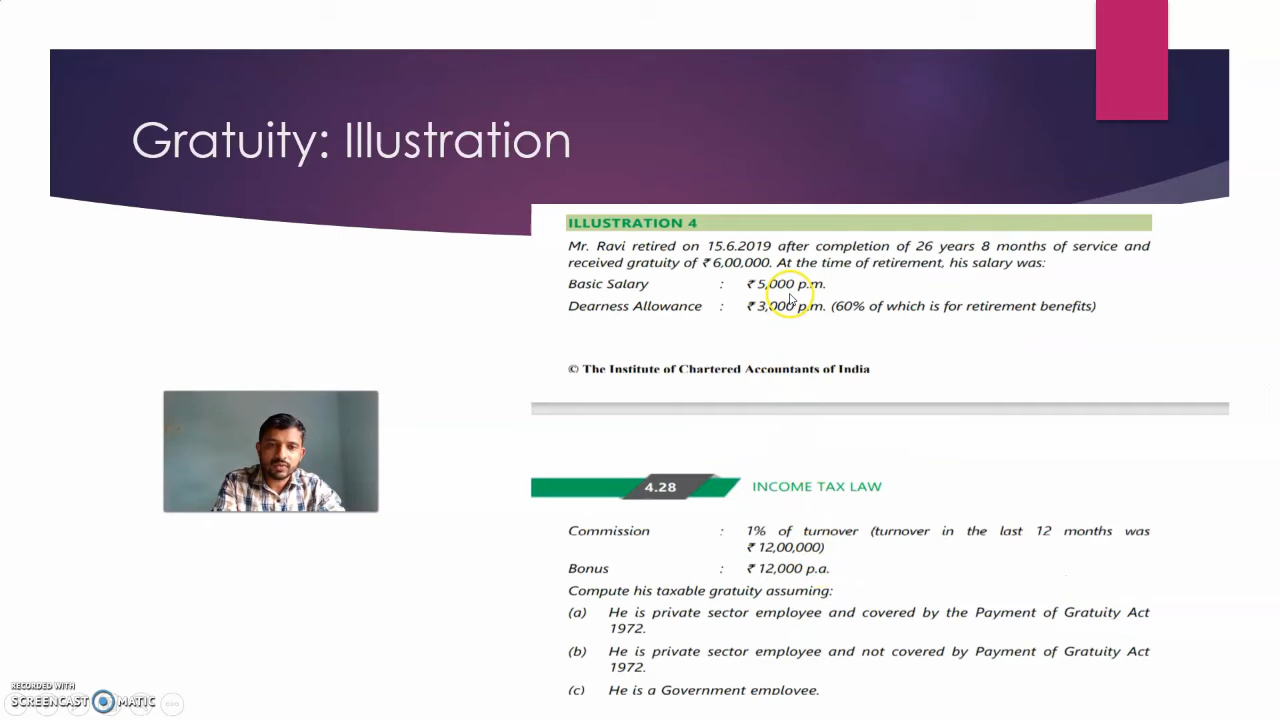 Gratuity: Illustration
ILLUSTRATION 4
Mr. Ravi retired on 15.6.2019 after completion of 26 years 8 months of service and
received gratuity of ₹ 6,00,000. At the time of retirement, his salary was:
Basic Salary : ₹ 5,000 p.m.
Dearness Allowance : ₹ 3,000 p.m. (60% of which is for retirement benefits)
© The Institute of Chartered Accountants of India
4.28 INCOME TAX LAW
Commission : 1% of turnover (turnover in the last 12 months was
₹ 12,00,000)
Bonus : ₹ 12,000 p.a.
Compute his taxable gratuity assuming:
(a) He is private sector employee and covered by the Payment of Gratuity Act
1972.
(b) He is private sector employee and not covered by Payment of Gratuity Act
1972.
(c) He is a Government employee.
RECORDED WITH
SCREENCAST MATIC